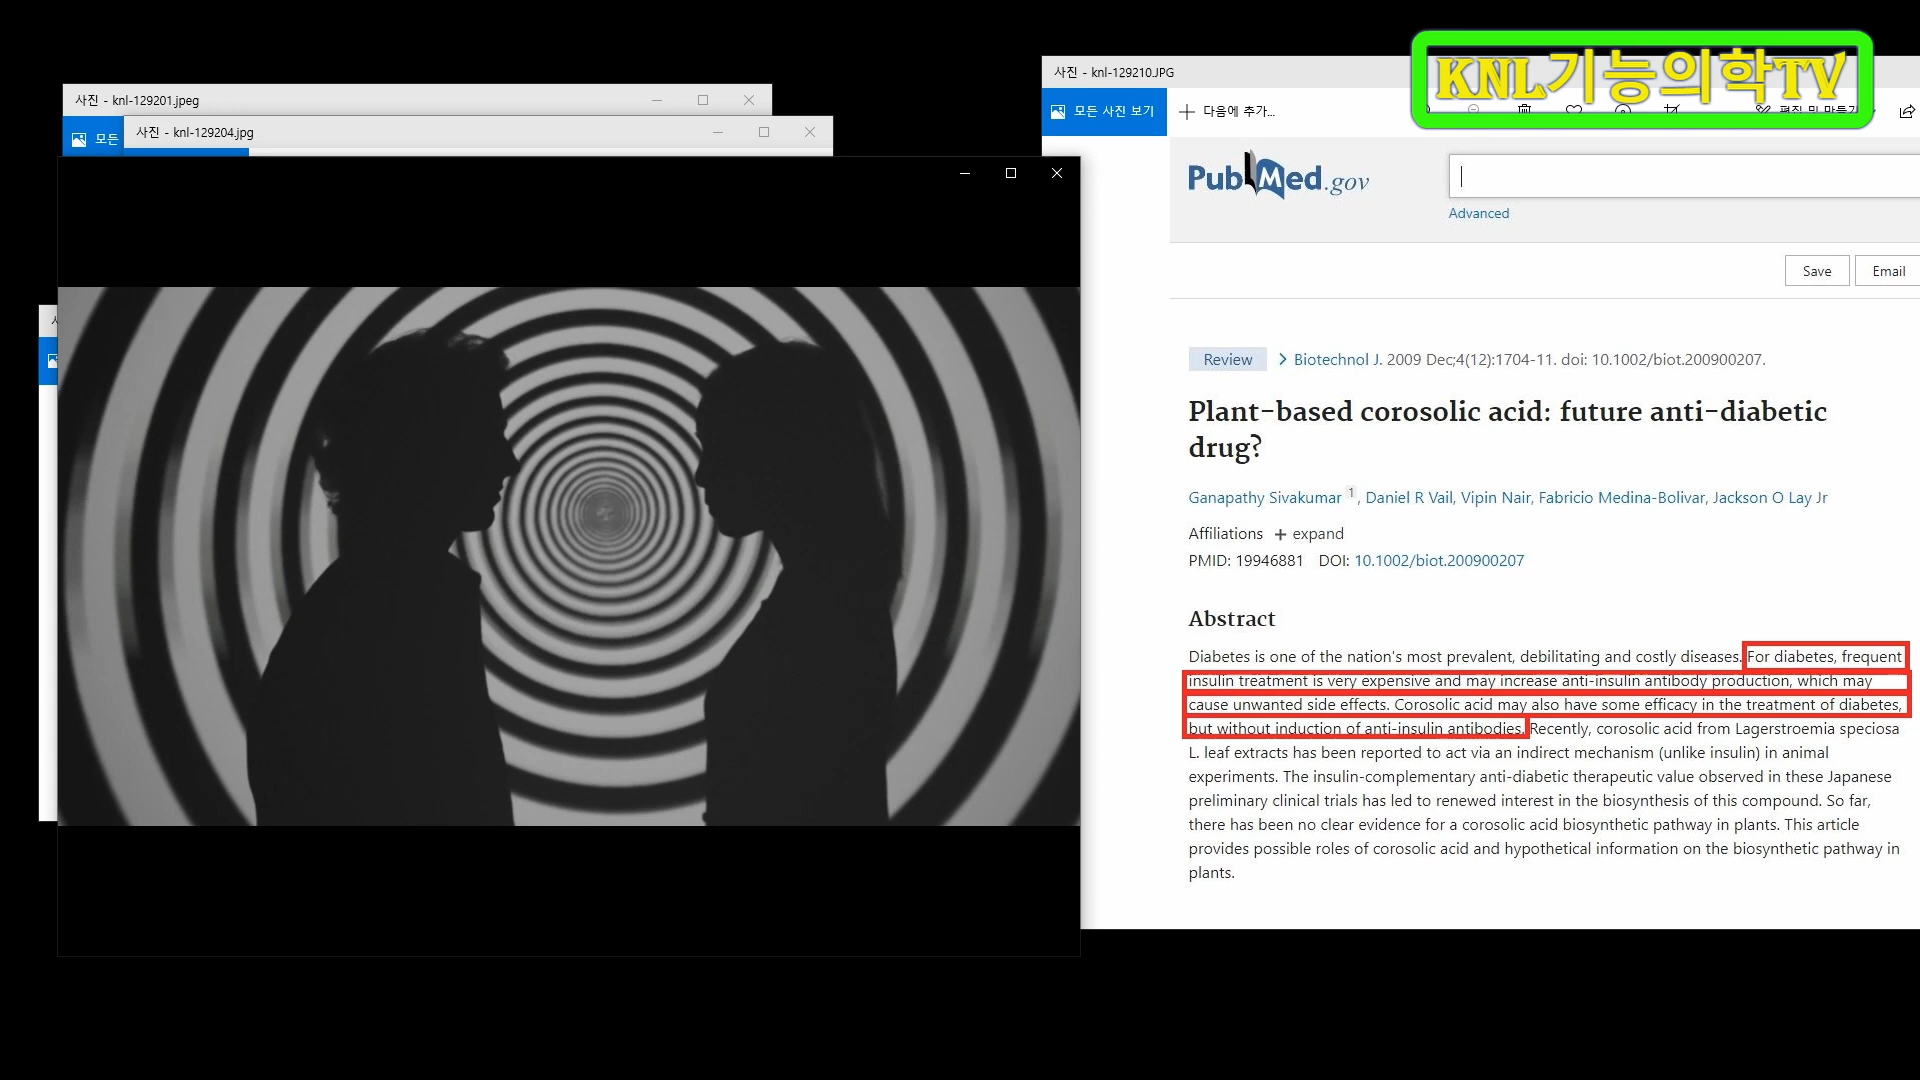 KNL기능의학TV
사진 - knl-129201.jpeg
모든
사진 - knl-129204.jpg
사진 - knl-129210.JPG
모든 사진 보기
다음에 추가...
PubMed.gov
Advanced
Save
Email
Review
Biotechnol J. 2009 Dec;4(12):1704-11. doi: 10.1002/biot.200900207.
Plant-based corosolic acid: future anti-diabetic
drug?
Ganapathy Sivakumar 1, Daniel R Vail, Vipin Nair, Fabricio Medina-Bolivar, Jackson O Lay Jr
Affiliations + expand
PMID: 19946881 DOI: 10.1002/biot.200900207
Abstract
Diabetes is one of the nation's most prevalent, debilitating and costly diseases. For diabetes, frequent
insulin treatment is very expensive and may increase anti-insulin antibody production, which may
cause unwanted side effects. Corosolic acid may also have some efficacy in the treatment of diabetes,
but without induction of anti-insulin antibodies. Recently, corosolic acid from Lagerstroemia speciosa
L. leaf extracts has been reported to act via an indirect mechanism (unlike insulin) in animal
experiments. The insulin-complementary anti-diabetic therapeutic value observed in these Japanese
preliminary clinical trials has led to renewed interest in the biosynthesis of this compound. So far,
there has been no clear evidence for a corosolic acid biosynthetic pathway in plants. This article
provides possible roles of corosolic acid and hypothetical information on the biosynthetic pathway in
plants.